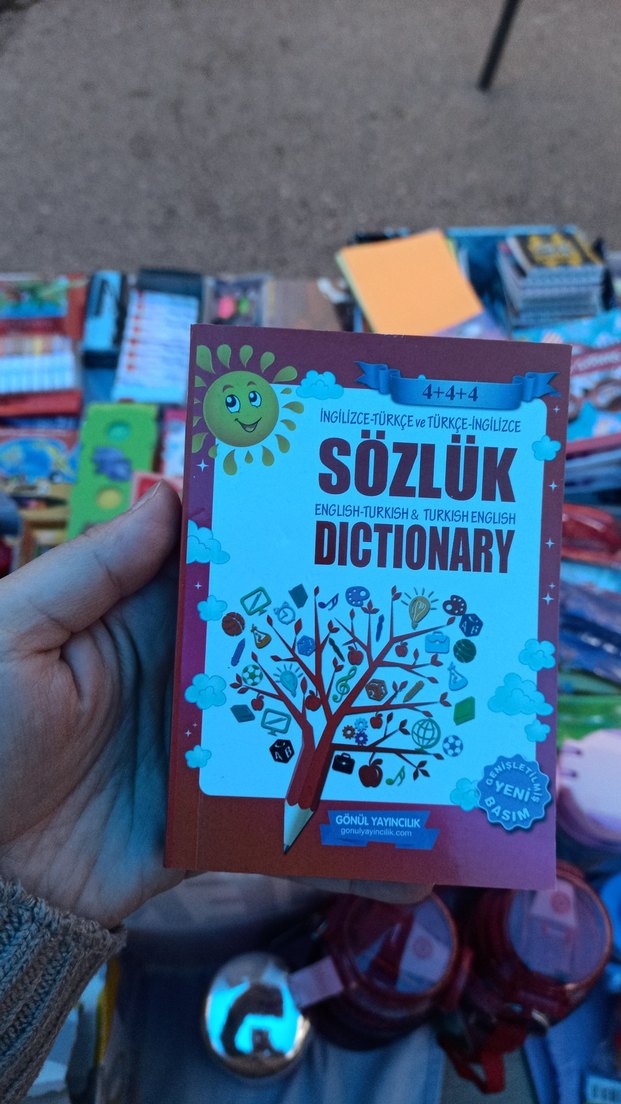 4+4+4
İNGİLİZCE-TÜRKÇE ve TÜRKÇE-İNGİLİZCE
SÖZLÜK
ENGLISH-TURKISH & TURKISH ENGLISH
DICTIONARY
GENİŞLETİLMİŞ
YENİ
BASIM
GÖNÜL YAYINCILIK
gonulyayincilik.com